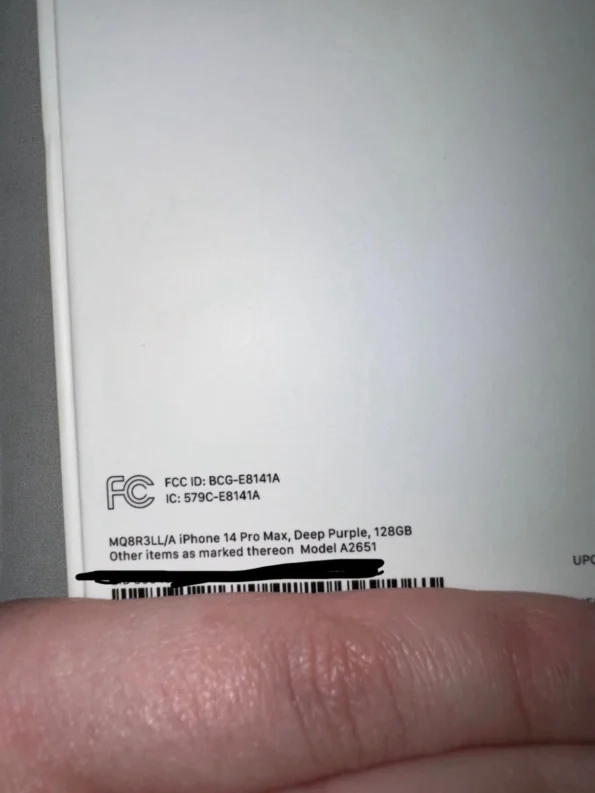 FC FCC ID: BCG-E8141A
IC: 579C-E8141A
MQ8R3LL/A iPhone 14 Pro Max, Deep Purple, 128GB
Other items as marked thereon Model A2651
UPC